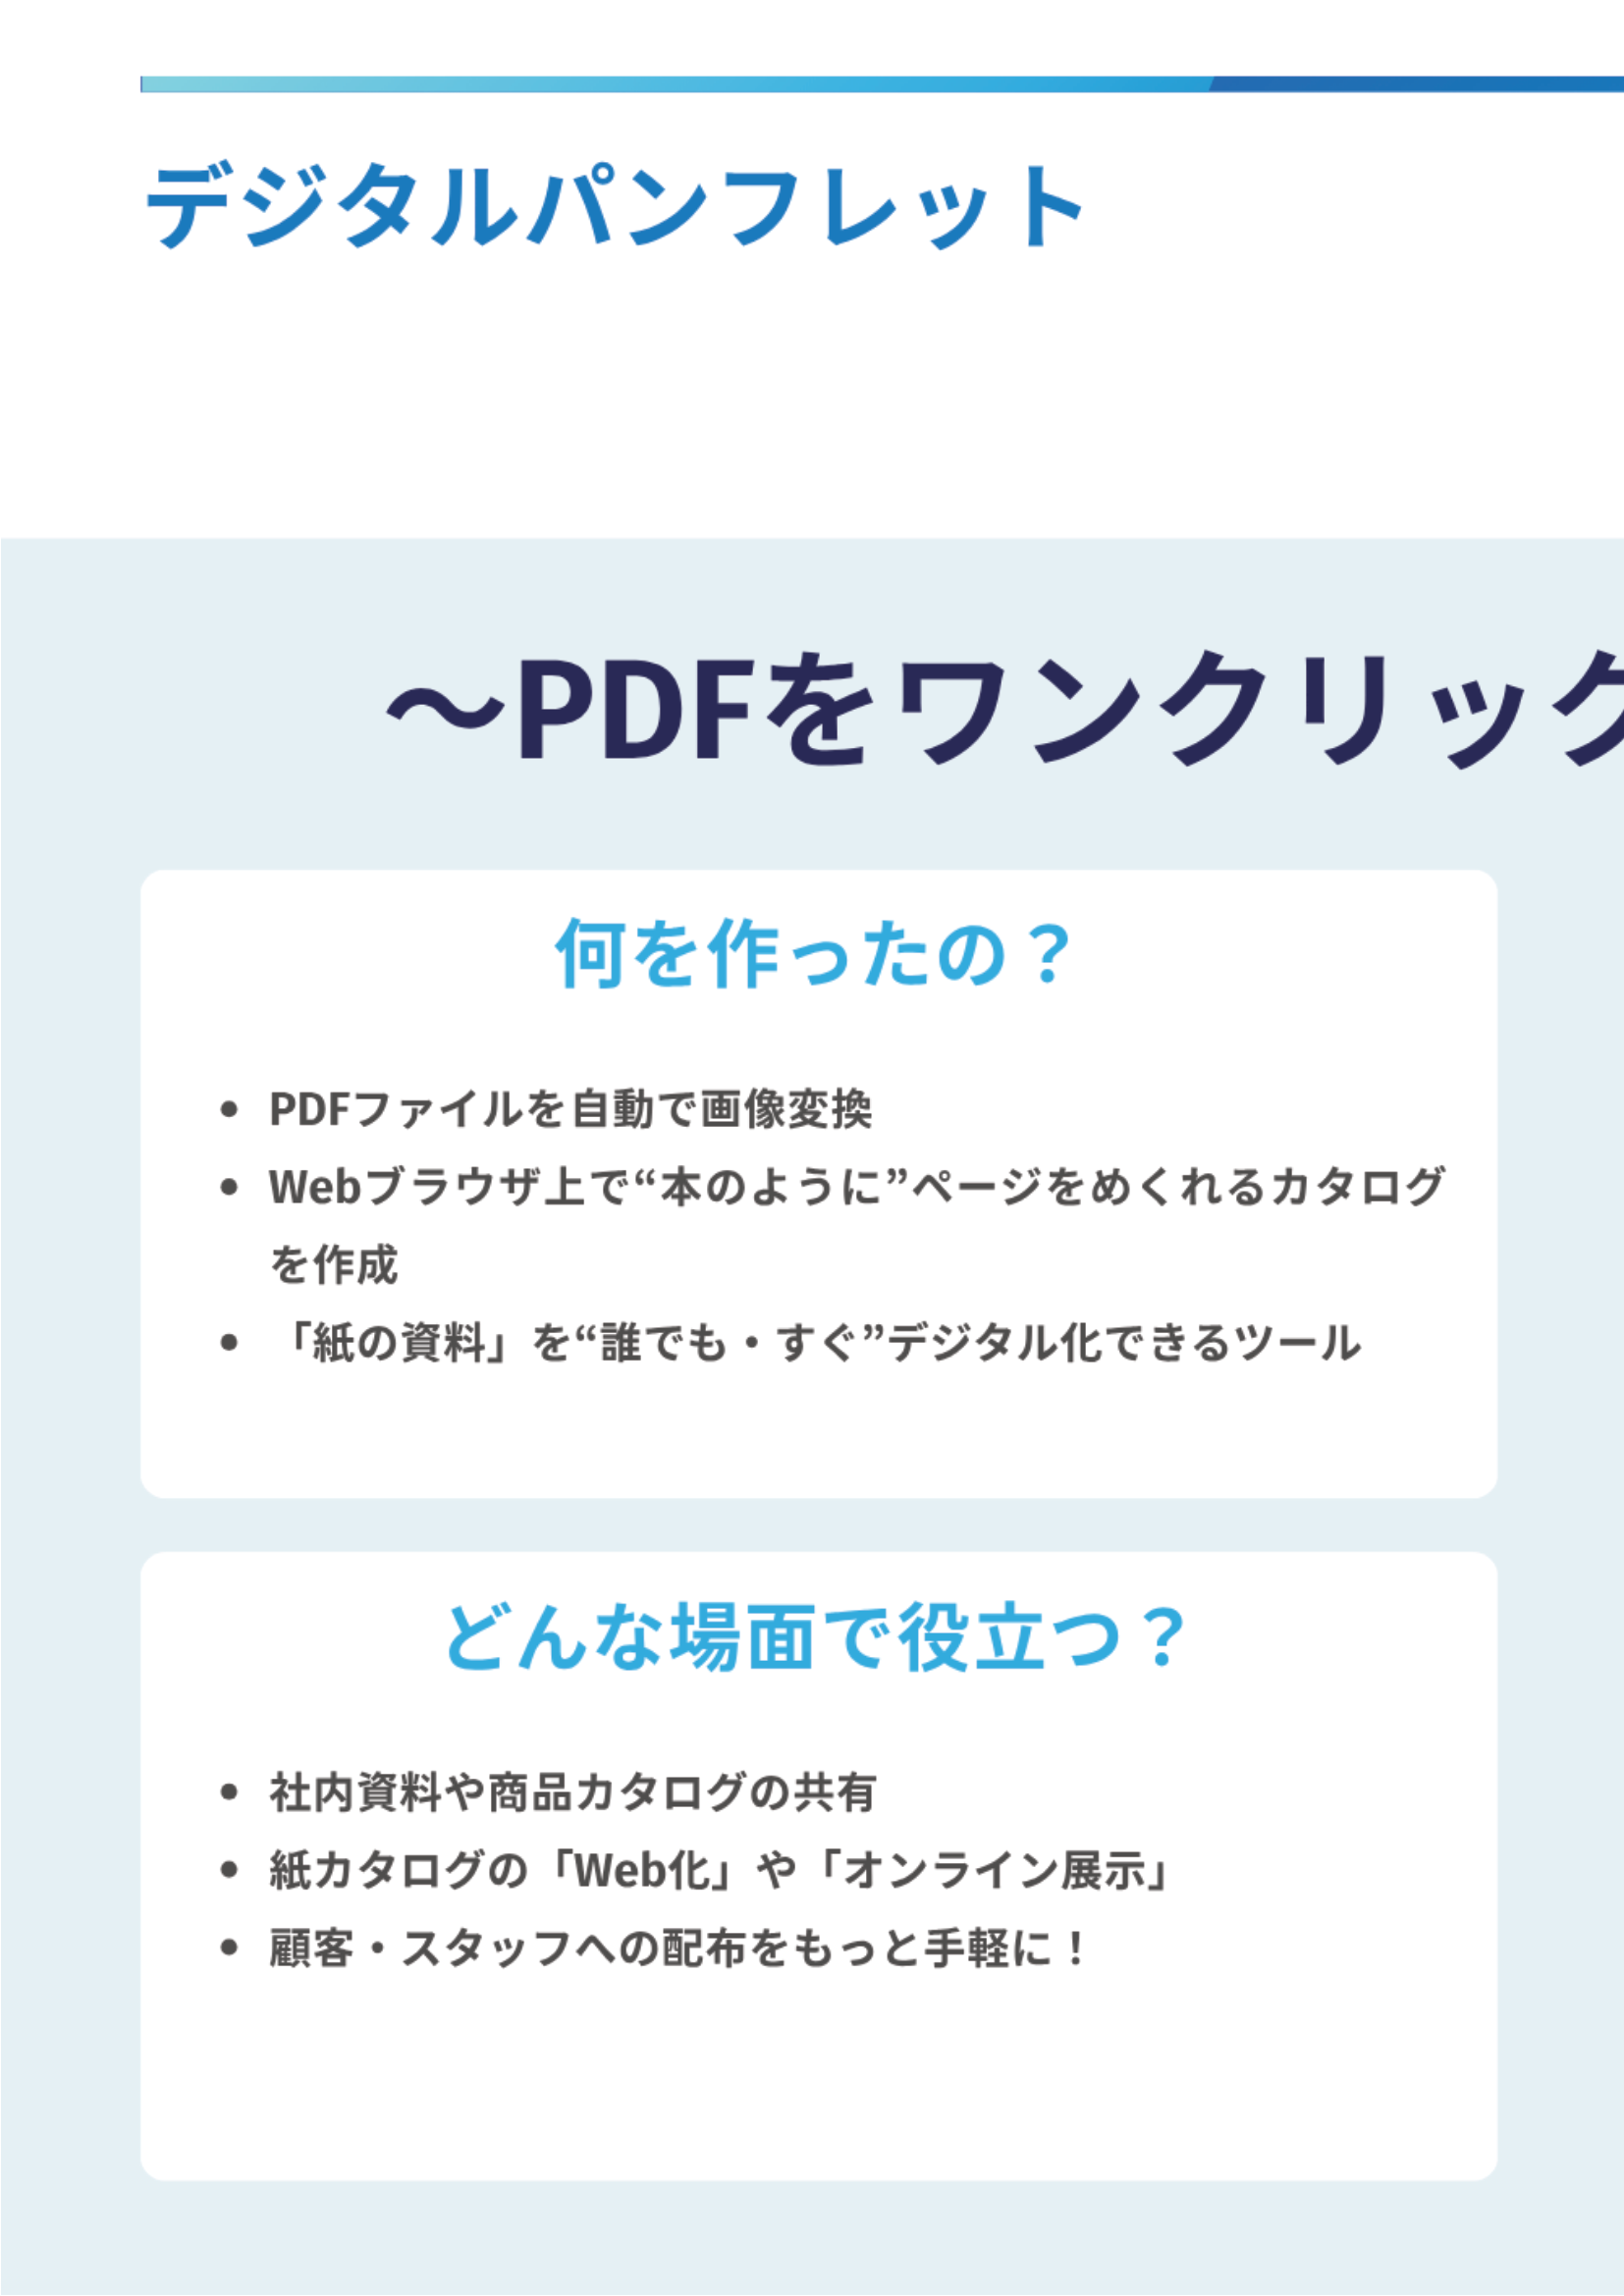 デジタルパンフレット
～PDFをワンクリック
何を作ったの？
• PDFファイルを自動で画像変換
• Webブラウザ上で“本のように”ページをめくれるカタログ
を作成
• 「紙の資料」を“誰でも・すぐ”デジタル化できるツール
どんな場面で役立つ？
• 社内資料や商品カタログの共有
• 紙カタログの「Web化」や「オンライン展示」
• 顧客・スタッフへの配布をもっと手軽に！